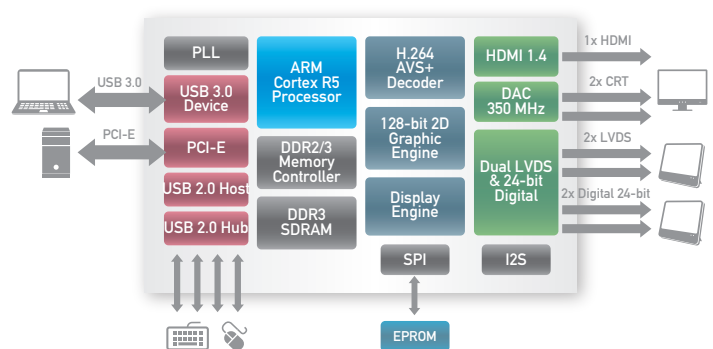 USB 3.0
PCI-E
PLL
USB 3.0
Device
PCI-E
USB 2.0 Host
USB 2.0 Hub
ARM
Cortex R5
Processor
DDR2/3
Memory
Controller
DDR3
SDRAM
H.264
AVS+
Decoder
128-bit 2D
Graphic
Engine
Display
Engine
SPI
EPROM
HDMI 1.4
DAC
350 MHz
Dual LVDS
& 24-bit
Digital
I2S
1x HDMI
2x CRT
2x LVDS
2x Digital 24-bit